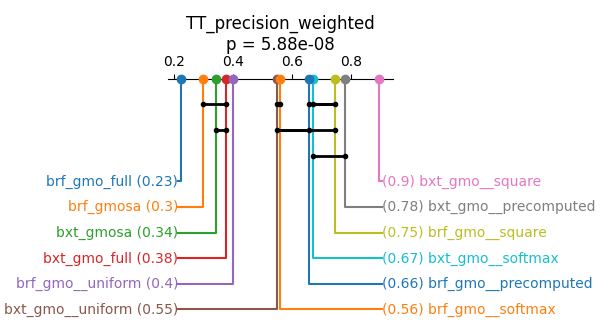 TT_precision_weighted
p = 5.88e-08
0.2 0.4 0.6 0.8
brf_gmo_full (0.23) (0.9) bxt_gmo__square
brf_gmosa (0.3) (0.78) bxt_gmo__precomputed
bxt_gmosa (0.34) (0.75) brf_gmo__square
bxt_gmo_full (0.38) (0.67) bxt_gmo__softmax
brf_gmo__uniform (0.4) (0.66) brf_gmo__precomputed
bxt_gmo__uniform (0.55) (0.56) brf_gmo__softmax